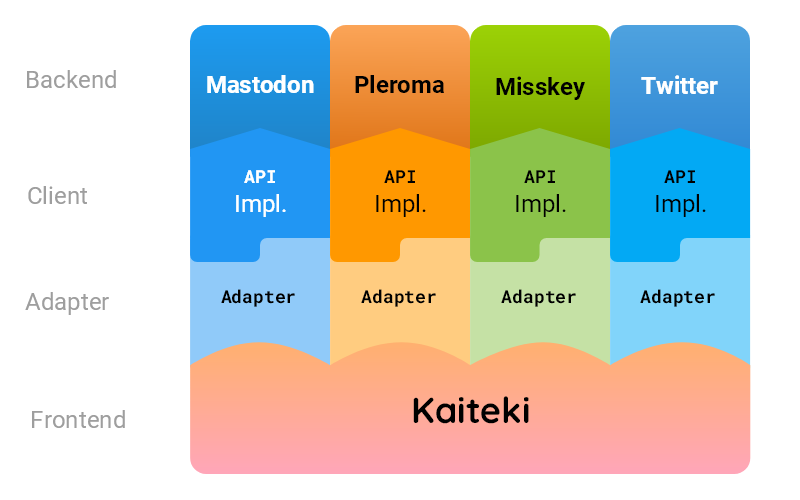 Backend
Mastodon
Pleroma
Misskey
Twitter
Client
API
Impl.
API
Impl.
API
Impl.
API
Impl.
Adapter
Adapter
Adapter
Adapter
Adapter
Frontend
Kaiteki